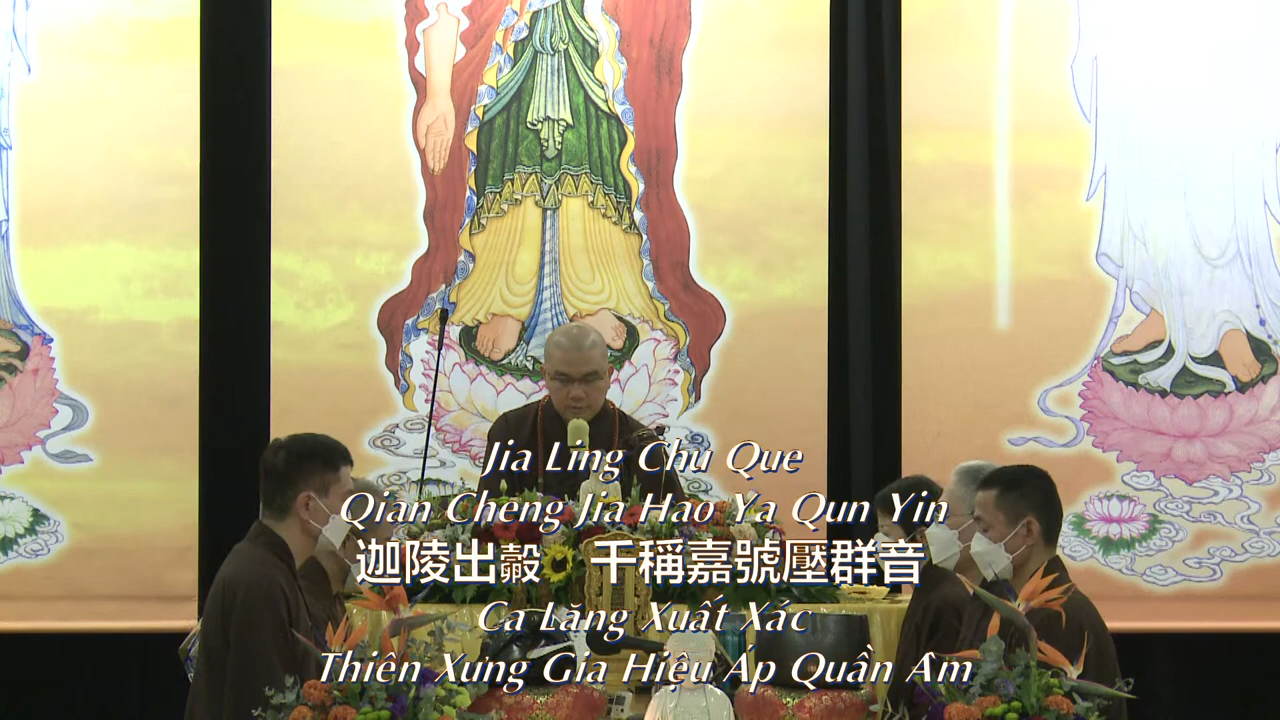 Jia Ling Chu Que
Qian Cheng Jia Hao Ya Qun Yin
迦陵出㲉 千稱嘉號壓群音
Ca Lăng Xuất Xác
Thiên Xưng Gia Hiệu Áp Quần Âm